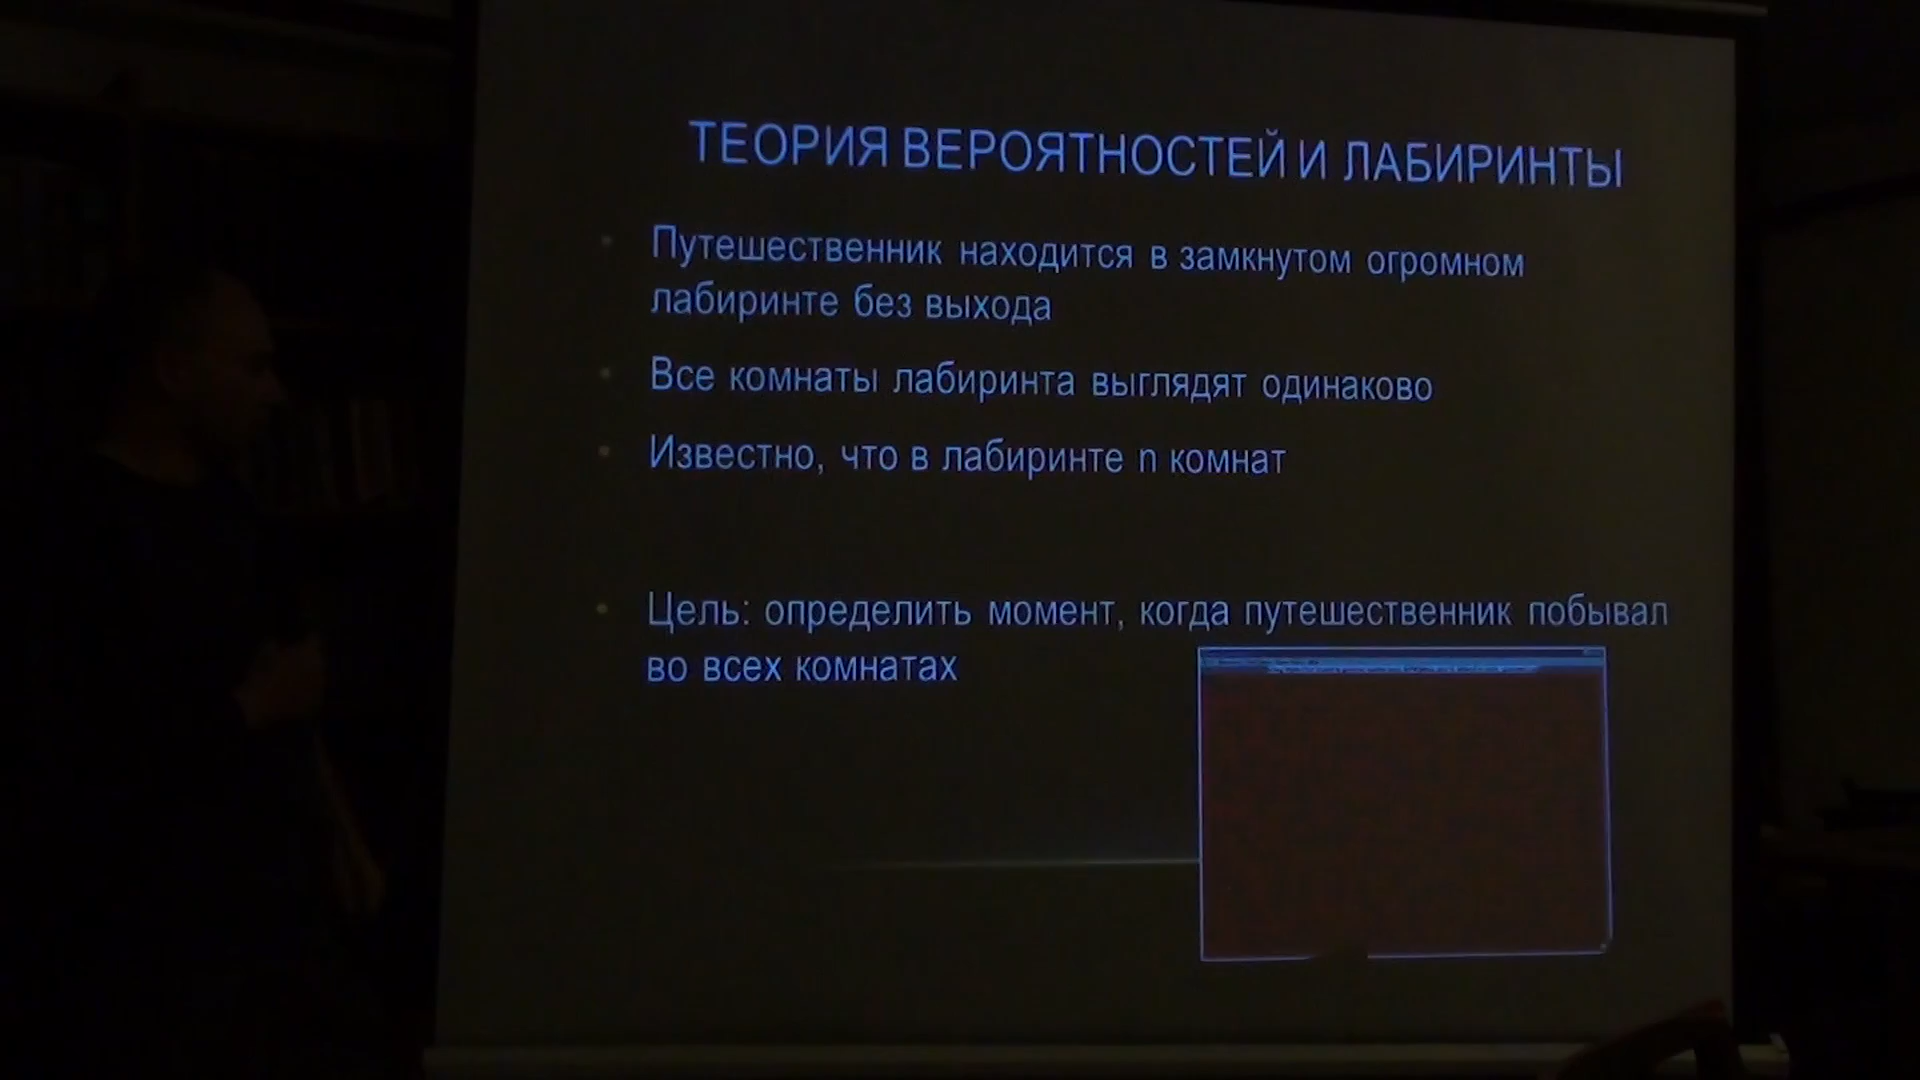 ТЕОРИЯ ВЕРОЯТНОСТЕЙ И ЛАБИРИНТЫ
Путешественник находится в замкнутом огромном
лабиринте без выхода
Все комнаты лабиринта выглядят одинаково
Известно, что в лабиринте n комнат
Цель: определить момент, когда путешественник побывал
во всех комнатах